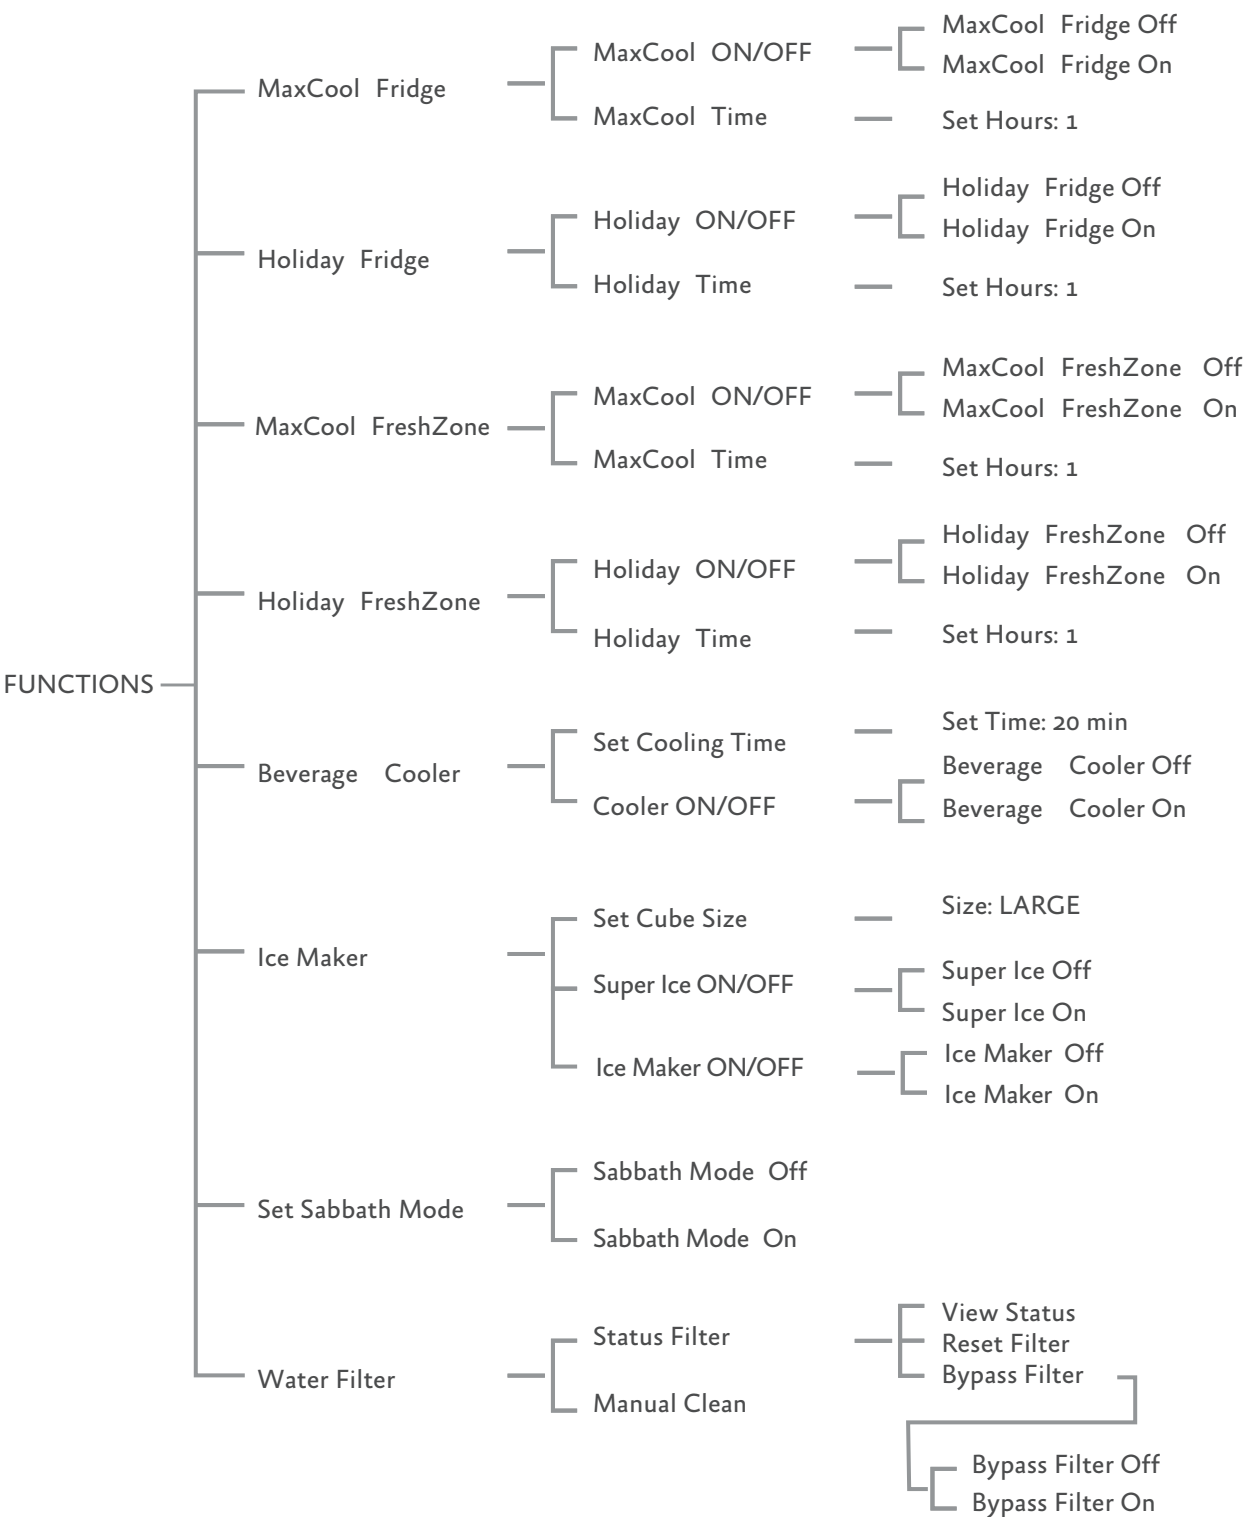 MaxCool Fridge Off
MaxCool ON/OFF
MaxCool Fridge On
MaxCool Fridge
MaxCool Time
Set Hours: 1
Holiday Fridge Off
Holiday ON/OFF
Holiday Fridge On
Holiday Fridge
Holiday Time
Set Hours: 1
MaxCool FreshZone Off
MaxCool ON/OFF
MaxCool FreshZone On
MaxCool FreshZone
MaxCool Time
Set Hours: 1
Holiday FreshZone Off
Holiday ON/OFF
Holiday FreshZone On
Holiday FreshZone
Holiday Time
Set Hours: 1
FUNCTIONS
Set Time: 20 min
Set Cooling Time
Beverage Cooler Off
Beverage Cooler
Cooler ON/OFF
Beverage Cooler On
Size: LARGE
Set Cube Size
Ice Maker
Super Ice Off
Super Ice ON/OFF
Super Ice On
Ice Maker Off
Ice Maker ON/OFF
Ice Maker On
Sabbath Mode Off
Set Sabbath Mode
Sabbath Mode On
View Status
Status Filter
Reset Filter
Water Filter
Bypass Filter
Manual Clean
Bypass Filter Off
Bypass Filter On